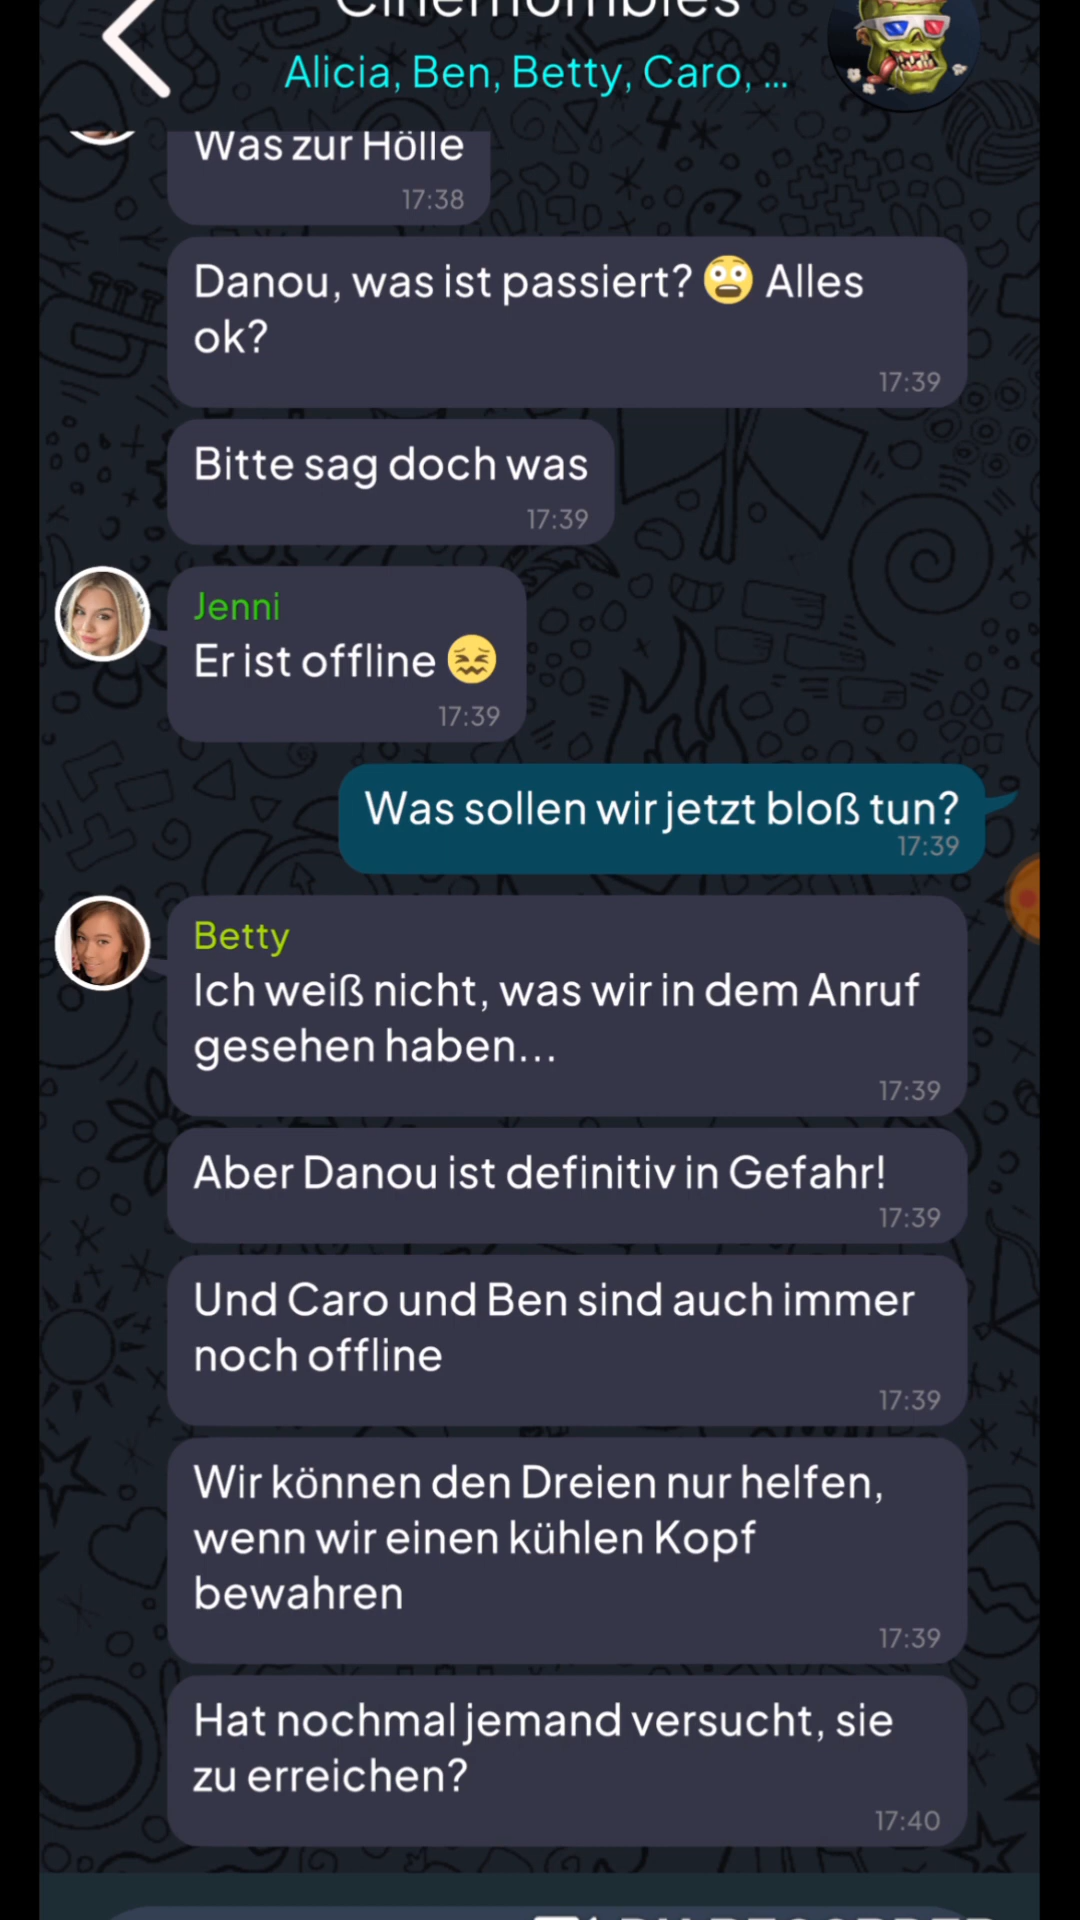 Cinemombies
Alicia, Ben, Betty, Caro, ...
Was zur Hölle
17:38
Danou, was ist passiert? 😨 Alles
ok?
17:39
Bitte sag doch was
17:39
Jenni
Er ist offline 😖
17:39
Was sollen wir jetzt bloß tun?
17:39
Betty
Ich weiß nicht, was wir in dem Anruf
gesehen haben...
17:39
Aber Danou ist definitiv in Gefahr!
17:39
Und Caro und Ben sind auch immer
noch offline
17:39
Wir können den Dreien nur helfen,
wenn wir einen kühlen Kopf
bewahren
17:39
Hat nochmal jemand versucht, sie
zu erreichen?
17:40